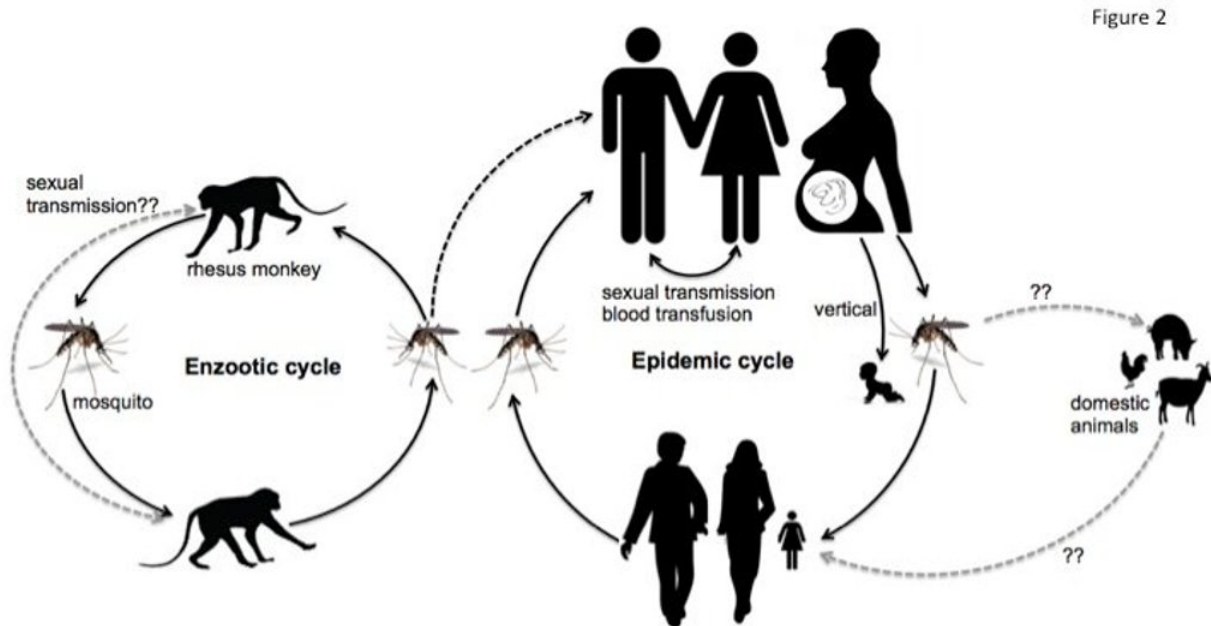 Figure 2
sexual
transmission??
rhesus monkey
sexual transmission
blood transfusion
vertical
??
Enzootic cycle
Epidemic cycle
mosquito
domestic
animals
??